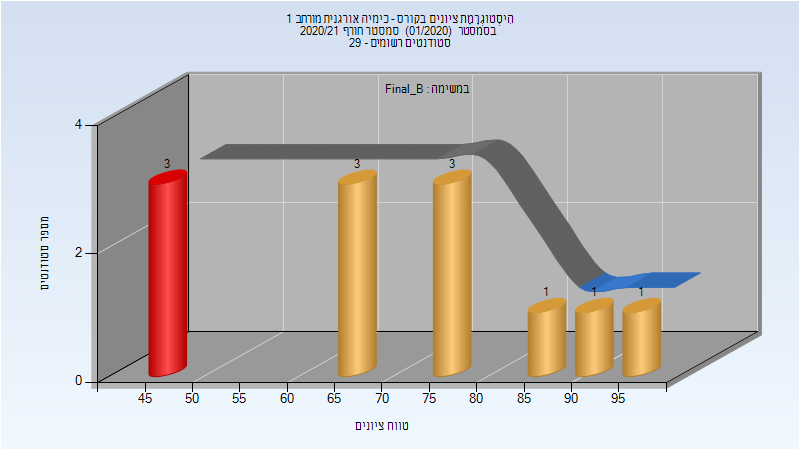 היסטוגרמת ציונים בקורס - כימיה אורגנית מורחב 1
בסמסטר (01/2020) סמסטר חורף 2020/21
סטודנטים רשומים - 29
במשימה : Final_B
מספר סטודנטים
4
2
0
3
3
3
1
1
1
45 50 55 60 65 70 75 80 85 90 95
טווח ציונים